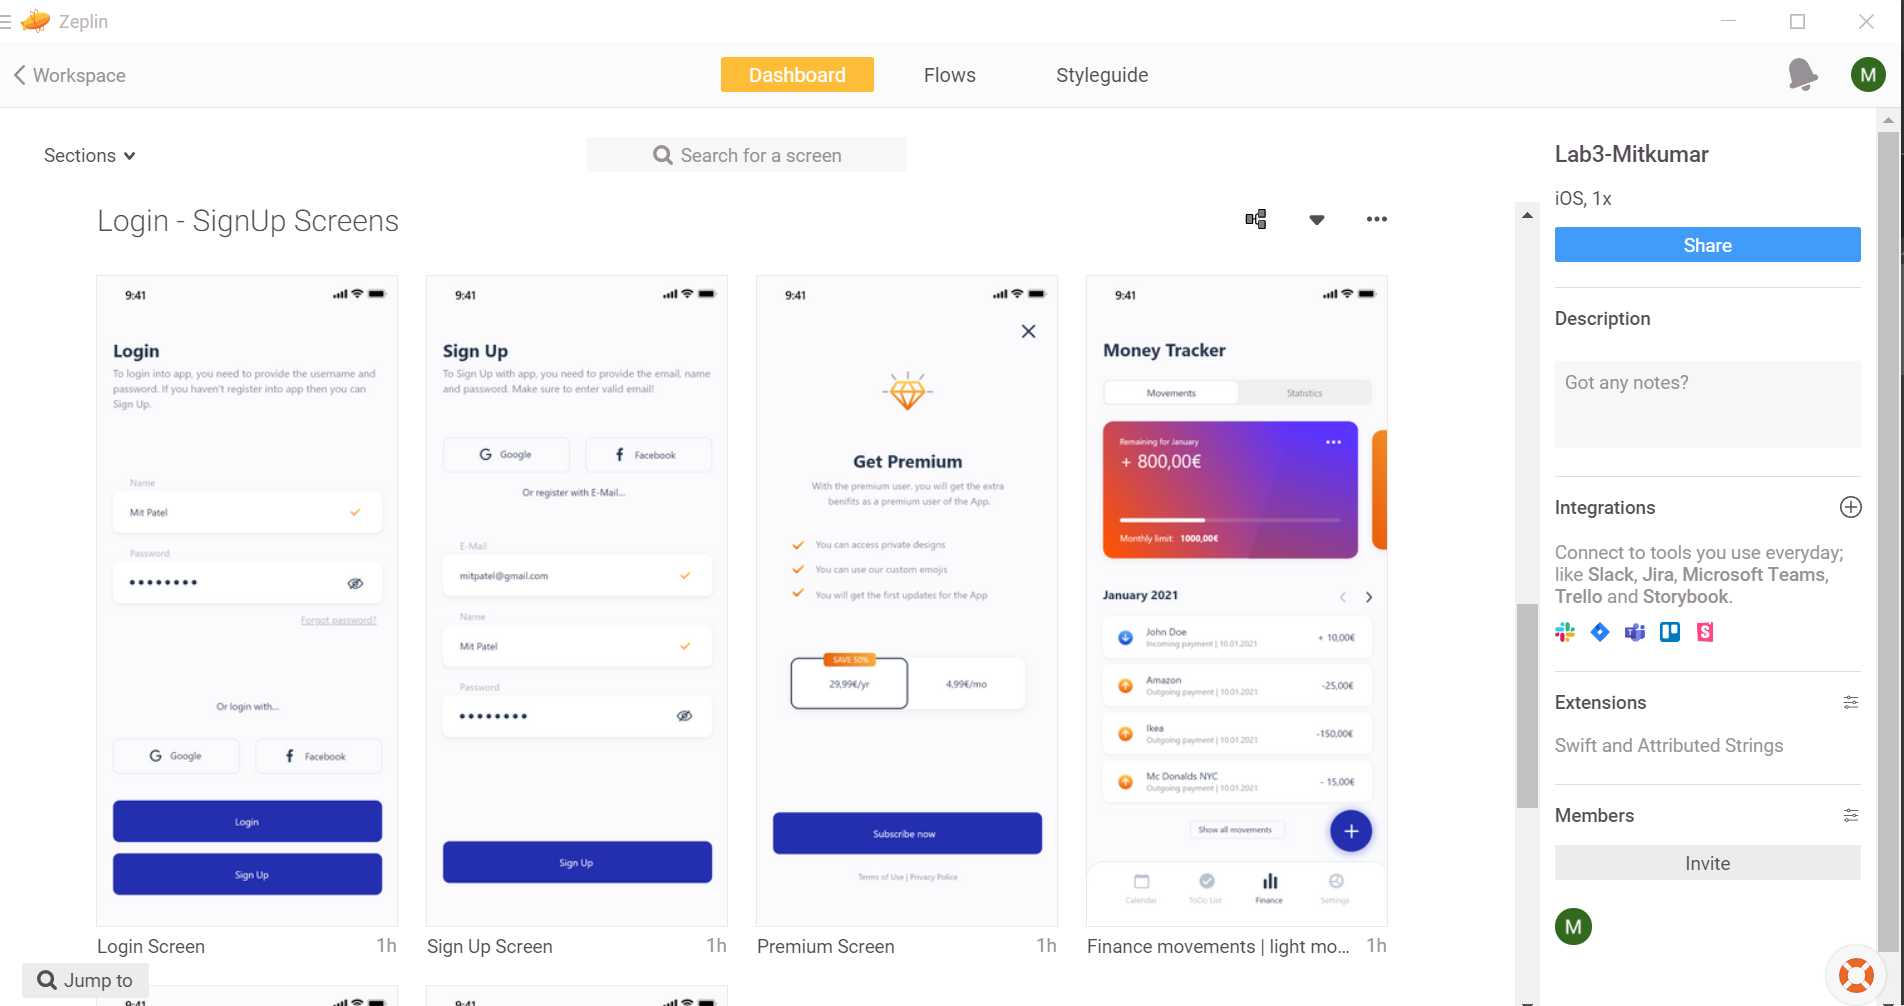 Zeplin
Workspace
Dashboard
Flows
Styleguide
M
Sections
Search for a screen
Login - SignUp Screens
9:41
Login
To login into app, you need to provide the username and
password. If you haven't register into app then you can
Sign Up.
Name
Mit Patel
Password
Forgot password?
Or login with...
Google
Facebook
Login
Sign Up
Login Screen
1h
9:41
Sign Up
To Sign Up with app, you need to provide the email, name
and password. Make sure to enter valid email!
Google
Facebook
Or register with E-Mail...
E-Mail
mitpatel@gmail.com
Name
Mit Patel
Password
Sign Up
Sign Up Screen
1h
9:41
Get Premium
With the premium user, you will get the extra
benifits as a premium user of the App.
You can access private designs
You can use our custom emojis
You will get the first updates for the App
SAVE 50%
29,99€/yr
4,99€/mo
Subscribe now
Terms of Use | Privacy Police
Premium Screen
1h
9:41
Money Tracker
Movements
Statistics
Remaining for January
+ 800,00€
Monthly limit: 1000,00€
January 2021
John Doe
Incoming payment | 10.01.2021
+ 10,00€
Amazon
Outgoing payment | 10.01.2021
-25,00€
Ikea
Outgoing payment | 10.01.2021
-150,00€
Mc Donalds NYC
Outgoing payment | 10.01.2021
- 15,00€
Show all movements
Calendar
ToDo List
Finance
Settings
Finance movements | light mo...
1h
Jump to
9:41
9:41
Lab3-Mitkumar
iOS, 1x
Share
Description
Got any notes?
Integrations
Connect to tools you use everyday;
like Slack, Jira, Microsoft Teams,
Trello and Storybook.
Extensions
Swift and Attributed Strings
Members
Invite
M